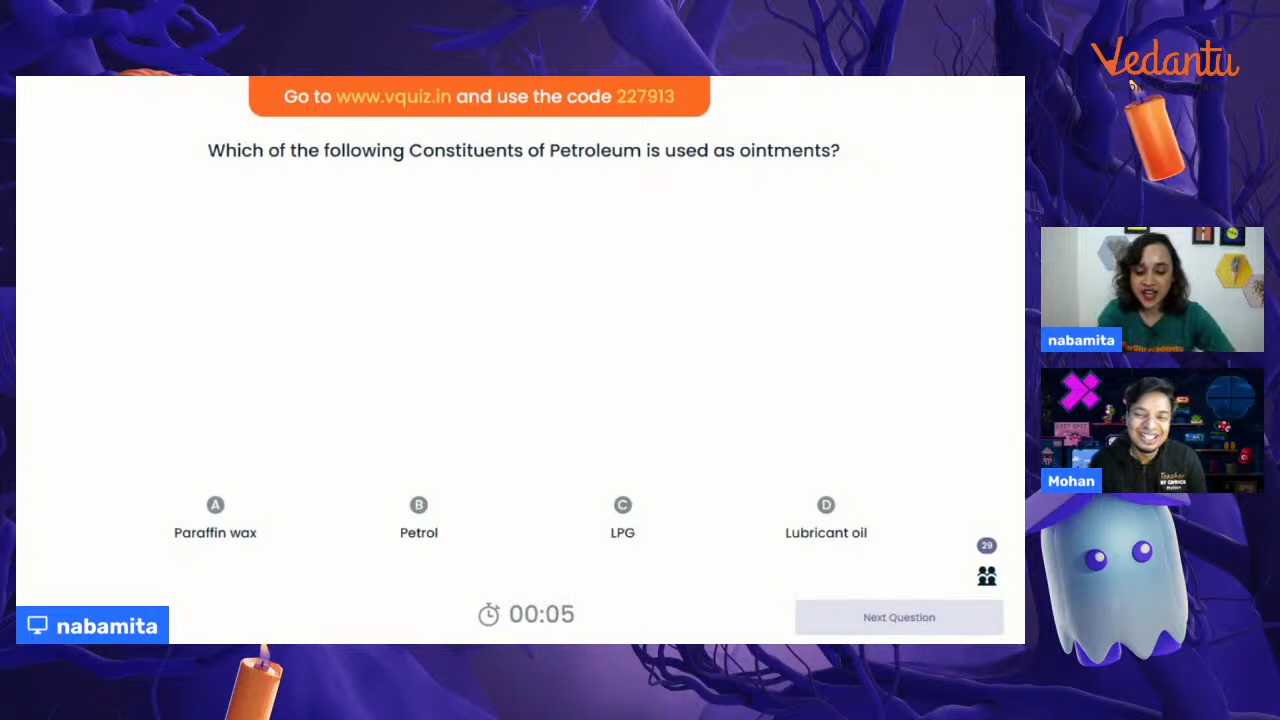 Vedantu
Go to www.vquiz.in and use the code 227913
Which of the following Constituents of Petroleum is used as ointments?
nabamita
Mohan
A
Paraffin wax
B
Petrol
C
LPG
D
Lubricant oil
29
00:05
Next Question
nabamita